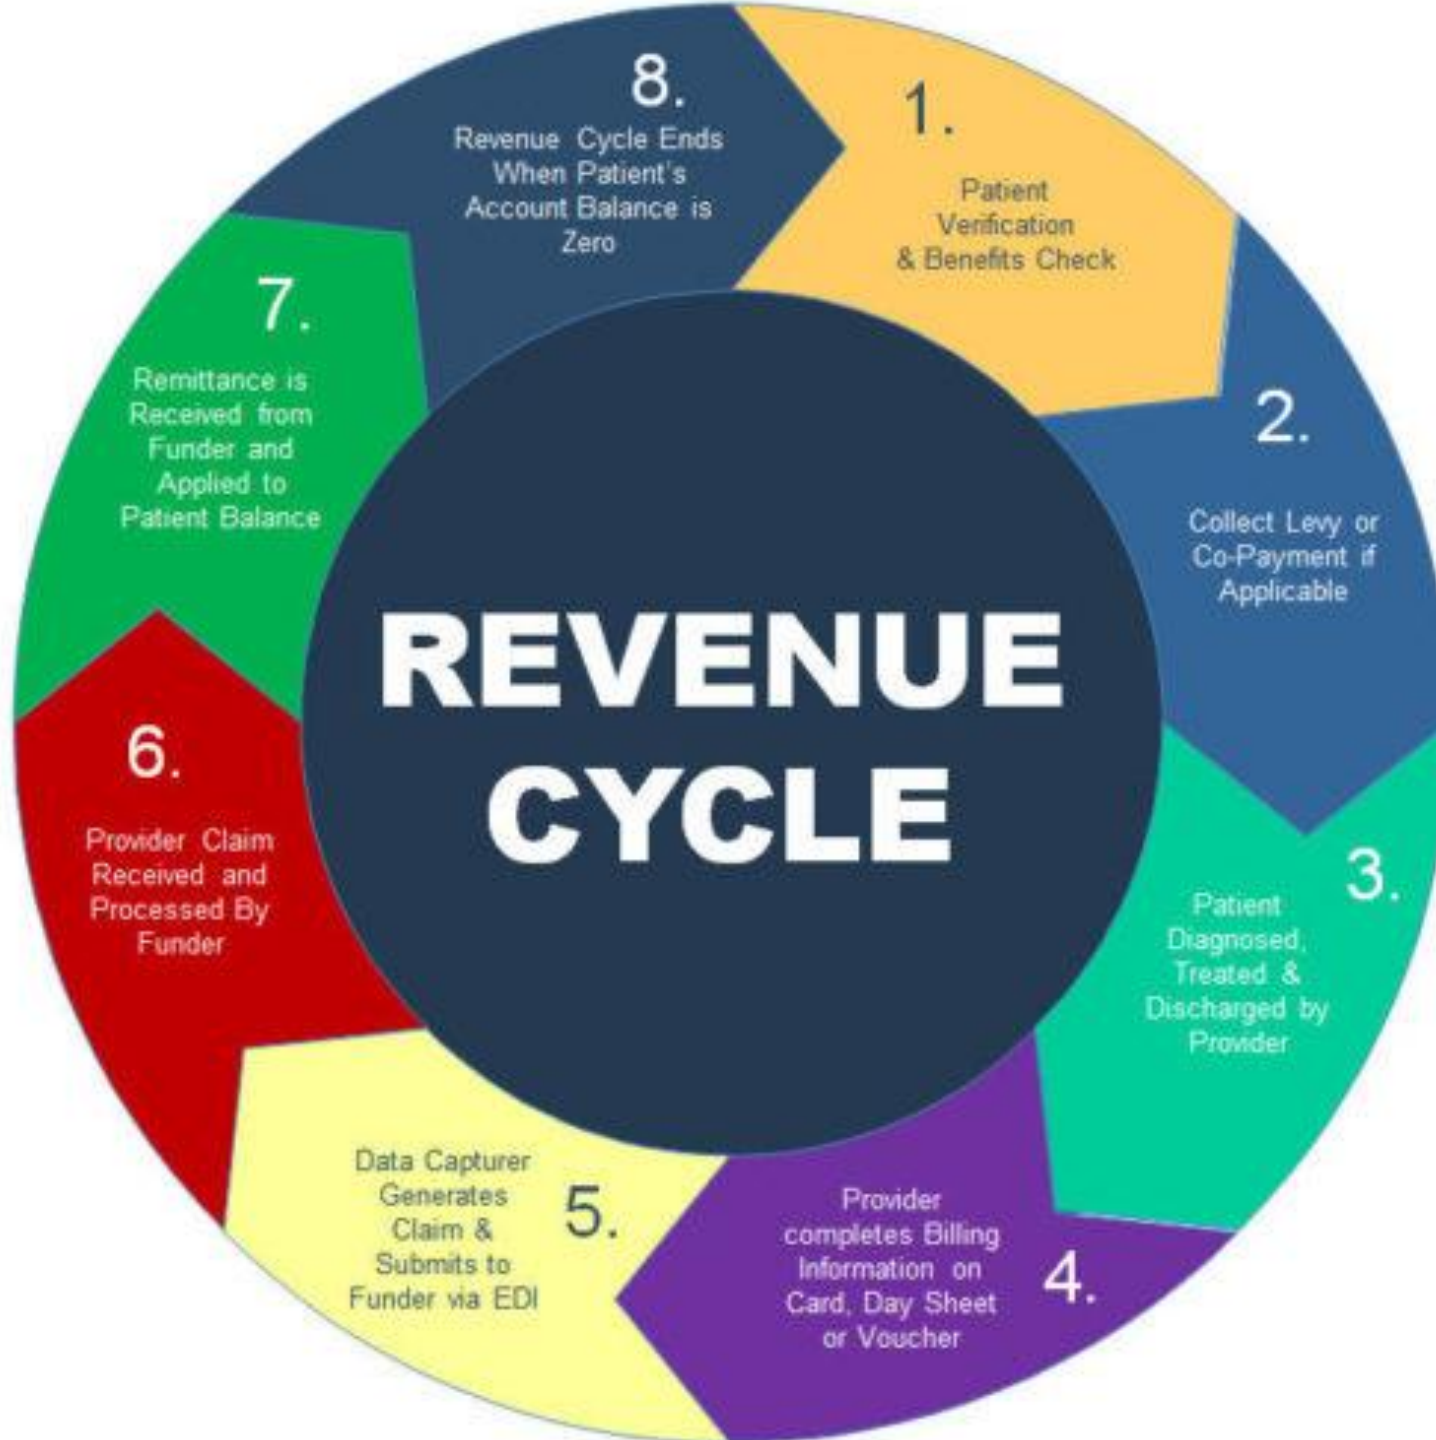 REVENUE
CYCLE
1.
Patient
Verification
& Benefits Check
2.
Collect Levy or
Co-Payment if
Applicable
3.
Patient
Diagnosed,
Treated &
Discharged by
Provider
4.
Provider
completes Billing
Information on
Card, Day Sheet
or Voucher
5.
Data Capturer
Generates
Claim &
Submits to
Funder via EDI
6.
Provider Claim
Received and
Processed By
Funder
7.
Remittance is
Received from
Funder and
Applied to
Patient Balance
8.
Revenue Cycle Ends
When Patient's
Account Balance is
Zero